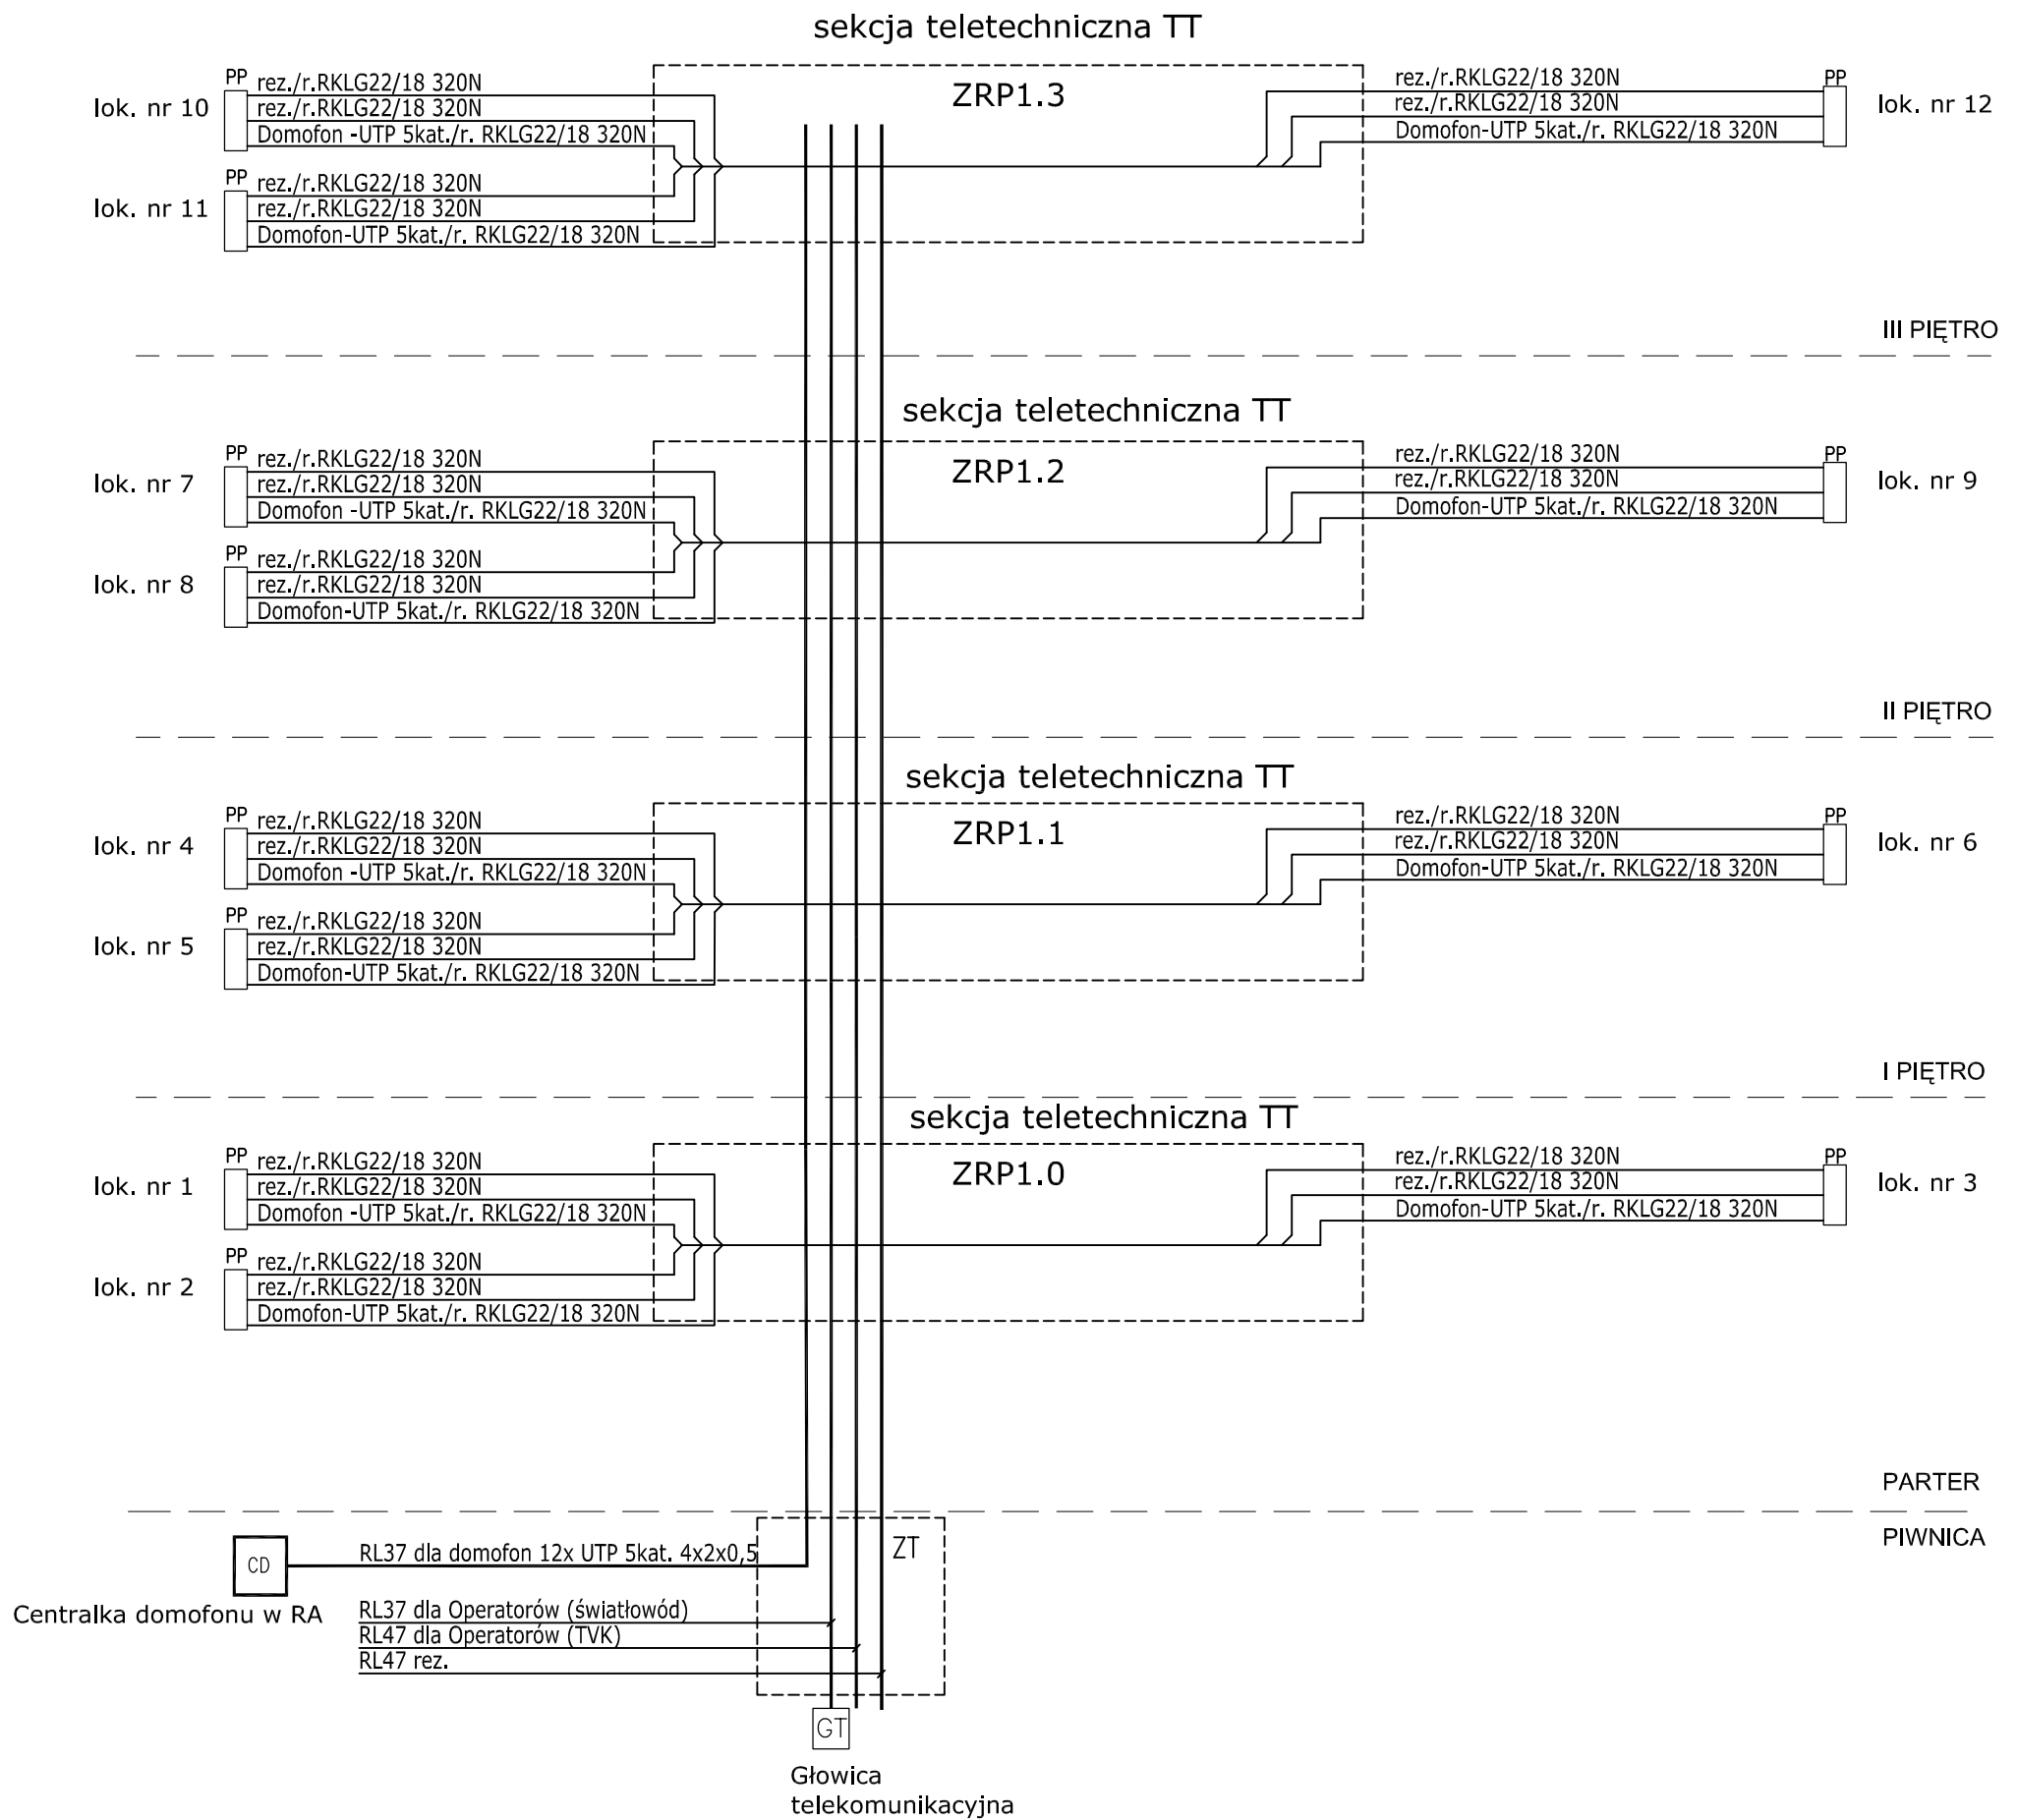 sekcja teletechniczna TT
PP
rez./r.RKLG22/18 320N
lok. nr 10
rez./r.RKLG22/18 320N
Domofon -UTP 5kat./r. RKLG22/18 320N
PP
rez./r.RKLG22/18 320N
lok. nr 11
rez./r.RKLG22/18 320N
Domofon-UTP 5kat./r. RKLG22/18 320N
ZRP1.3
rez./r.RKLG22/18 320N
PP
rez./r.RKLG22/18 320N
lok. nr 12
Domofon-UTP 5kat./r. RKLG22/18 320N
III PIĘTRO
sekcja teletechniczna TT
PP
rez./r.RKLG22/18 320N
lok. nr 7
rez./r.RKLG22/18 320N
Domofon -UTP 5kat./r. RKLG22/18 320N
PP
rez./r.RKLG22/18 320N
lok. nr 8
rez./r.RKLG22/18 320N
Domofon-UTP 5kat./r. RKLG22/18 320N
ZRP1.2
rez./r.RKLG22/18 320N
PP
rez./r.RKLG22/18 320N
lok. nr 9
Domofon-UTP 5kat./r. RKLG22/18 320N
II PIĘTRO
sekcja teletechniczna TT
PP
rez./r.RKLG22/18 320N
lok. nr 4
rez./r.RKLG22/18 320N
Domofon -UTP 5kat./r. RKLG22/18 320N
PP
rez./r.RKLG22/18 320N
lok. nr 5
rez./r.RKLG22/18 320N
Domofon-UTP 5kat./r. RKLG22/18 320N
ZRP1.1
rez./r.RKLG22/18 320N
PP
rez./r.RKLG22/18 320N
lok. nr 6
Domofon-UTP 5kat./r. RKLG22/18 320N
I PIĘTRO
sekcja teletechniczna TT
PP
rez./r.RKLG22/18 320N
lok. nr 1
rez./r.RKLG22/18 320N
Domofon -UTP 5kat./r. RKLG22/18 320N
PP
rez./r.RKLG22/18 320N
lok. nr 2
rez./r.RKLG22/18 320N
Domofon-UTP 5kat./r. RKLG22/18 320N
ZRP1.0
rez./r.RKLG22/18 320N
PP
rez./r.RKLG22/18 320N
lok. nr 3
Domofon-UTP 5kat./r. RKLG22/18 320N
PARTER
PIWNICA
ZT
RL37 dla domofon 12x UTP 5kat. 4x2x0,5
CD
Centralka domofonu w RA
RL37 dla Operatorów (światłowód)
RL47 dla Operatorów (TVK)
RL47 rez.
GT
Głowica
telekomunikacyjna